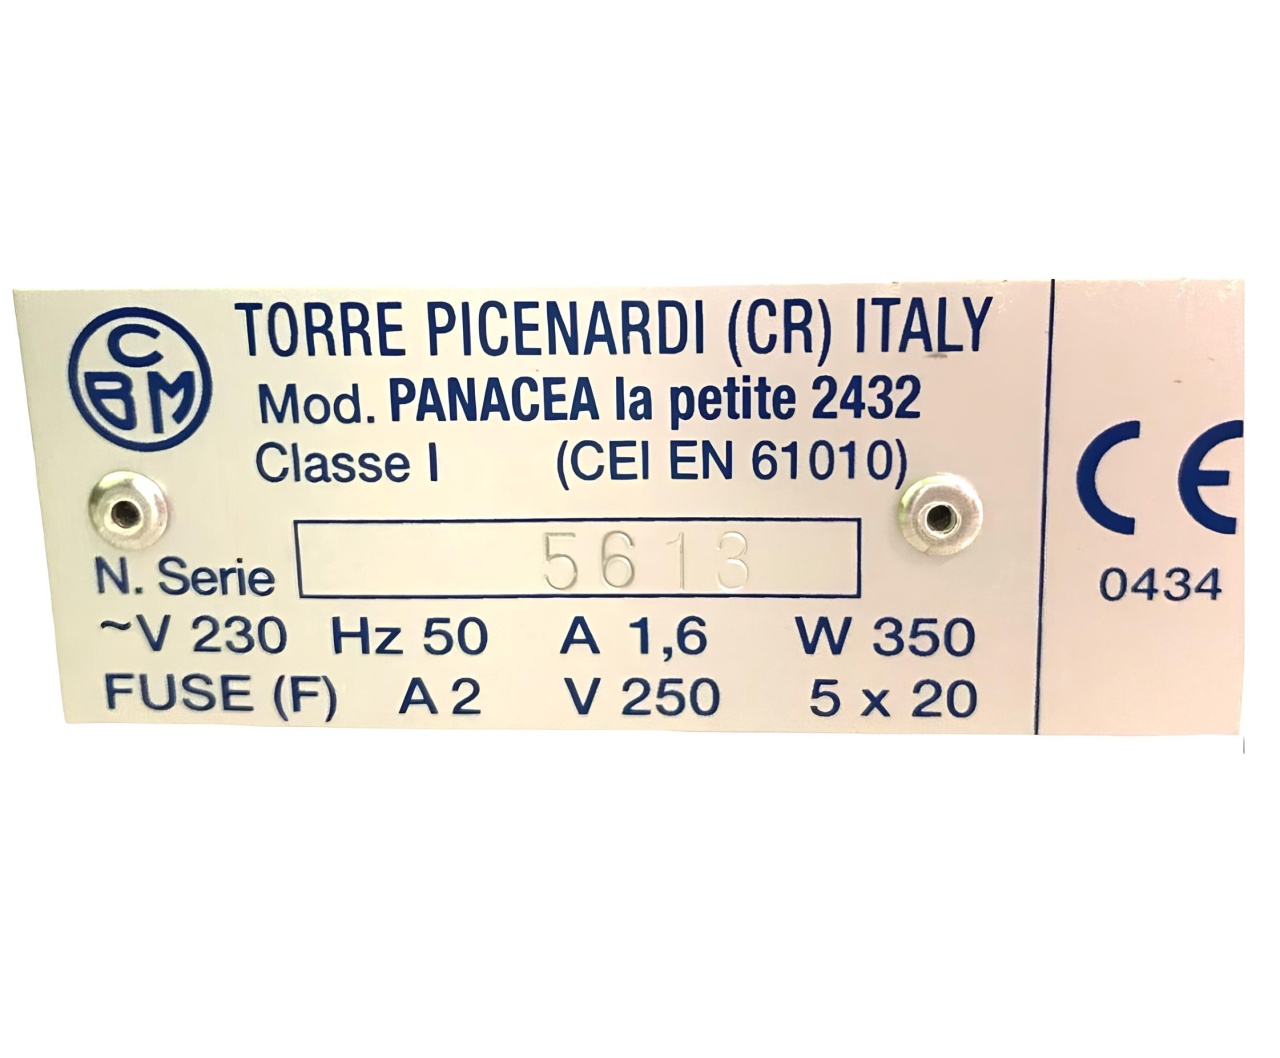 CBM
TORRE PICENARDI (CR) ITALY
Mod. PANACEA la petite 2432
Classe I (CEI EN 61010)
N. Serie 5613
~V 230 Hz 50 A 1,6 W 350
FUSE (F) A 2 V 250 5 x 20
CE
0434